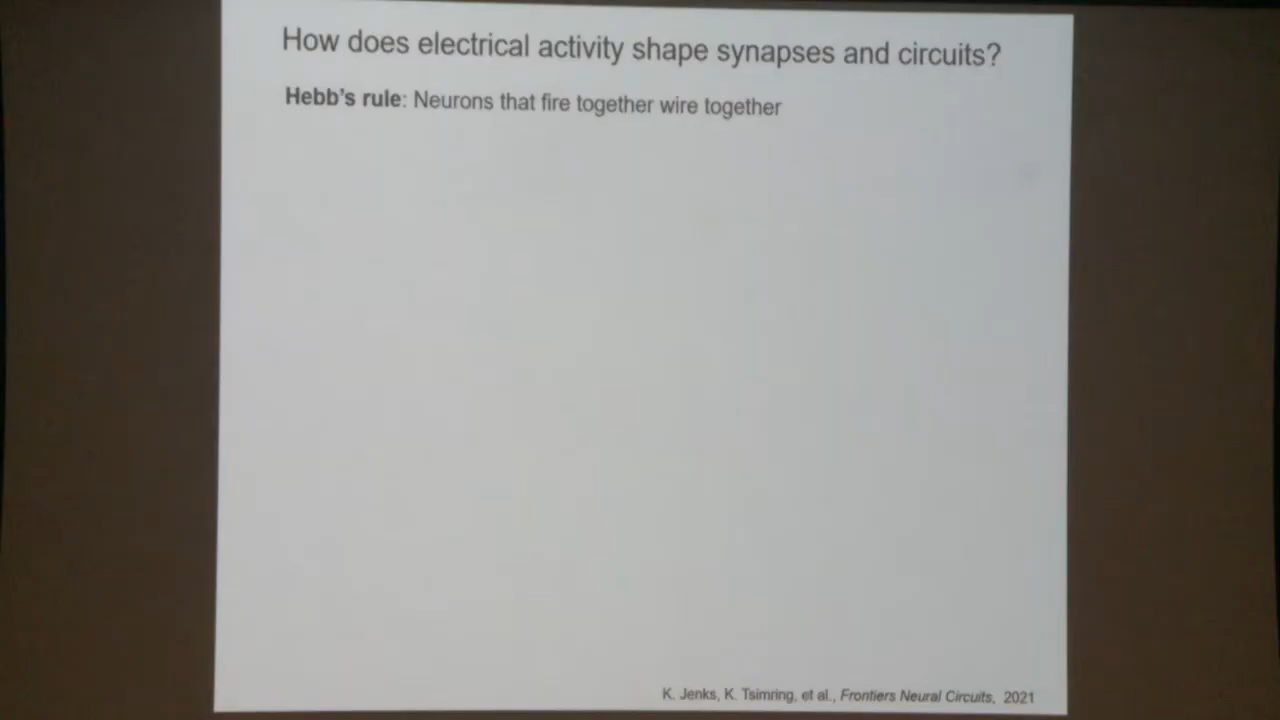 How does electrical activity shape synapses and circuits?
Hebb's rule: Neurons that fire together wire together
K. Jenks, K. Tsimring, et al., Frontiers Neural Circuits, 2021